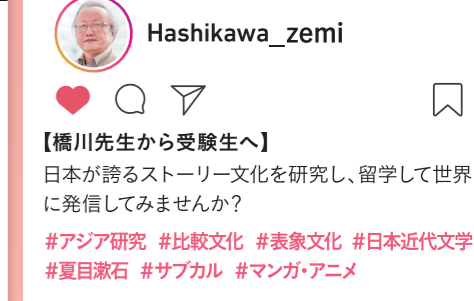 Hashikawa_zemi
【橋川先生から受験生へ】
日本が誇るストーリー文化を研究し、留学して世界
に発信してみませんか？
#アジア研究 #比較文化 #表象文化 #日本近代文学
#夏目漱石 #サブカル #マンガ・アニメ